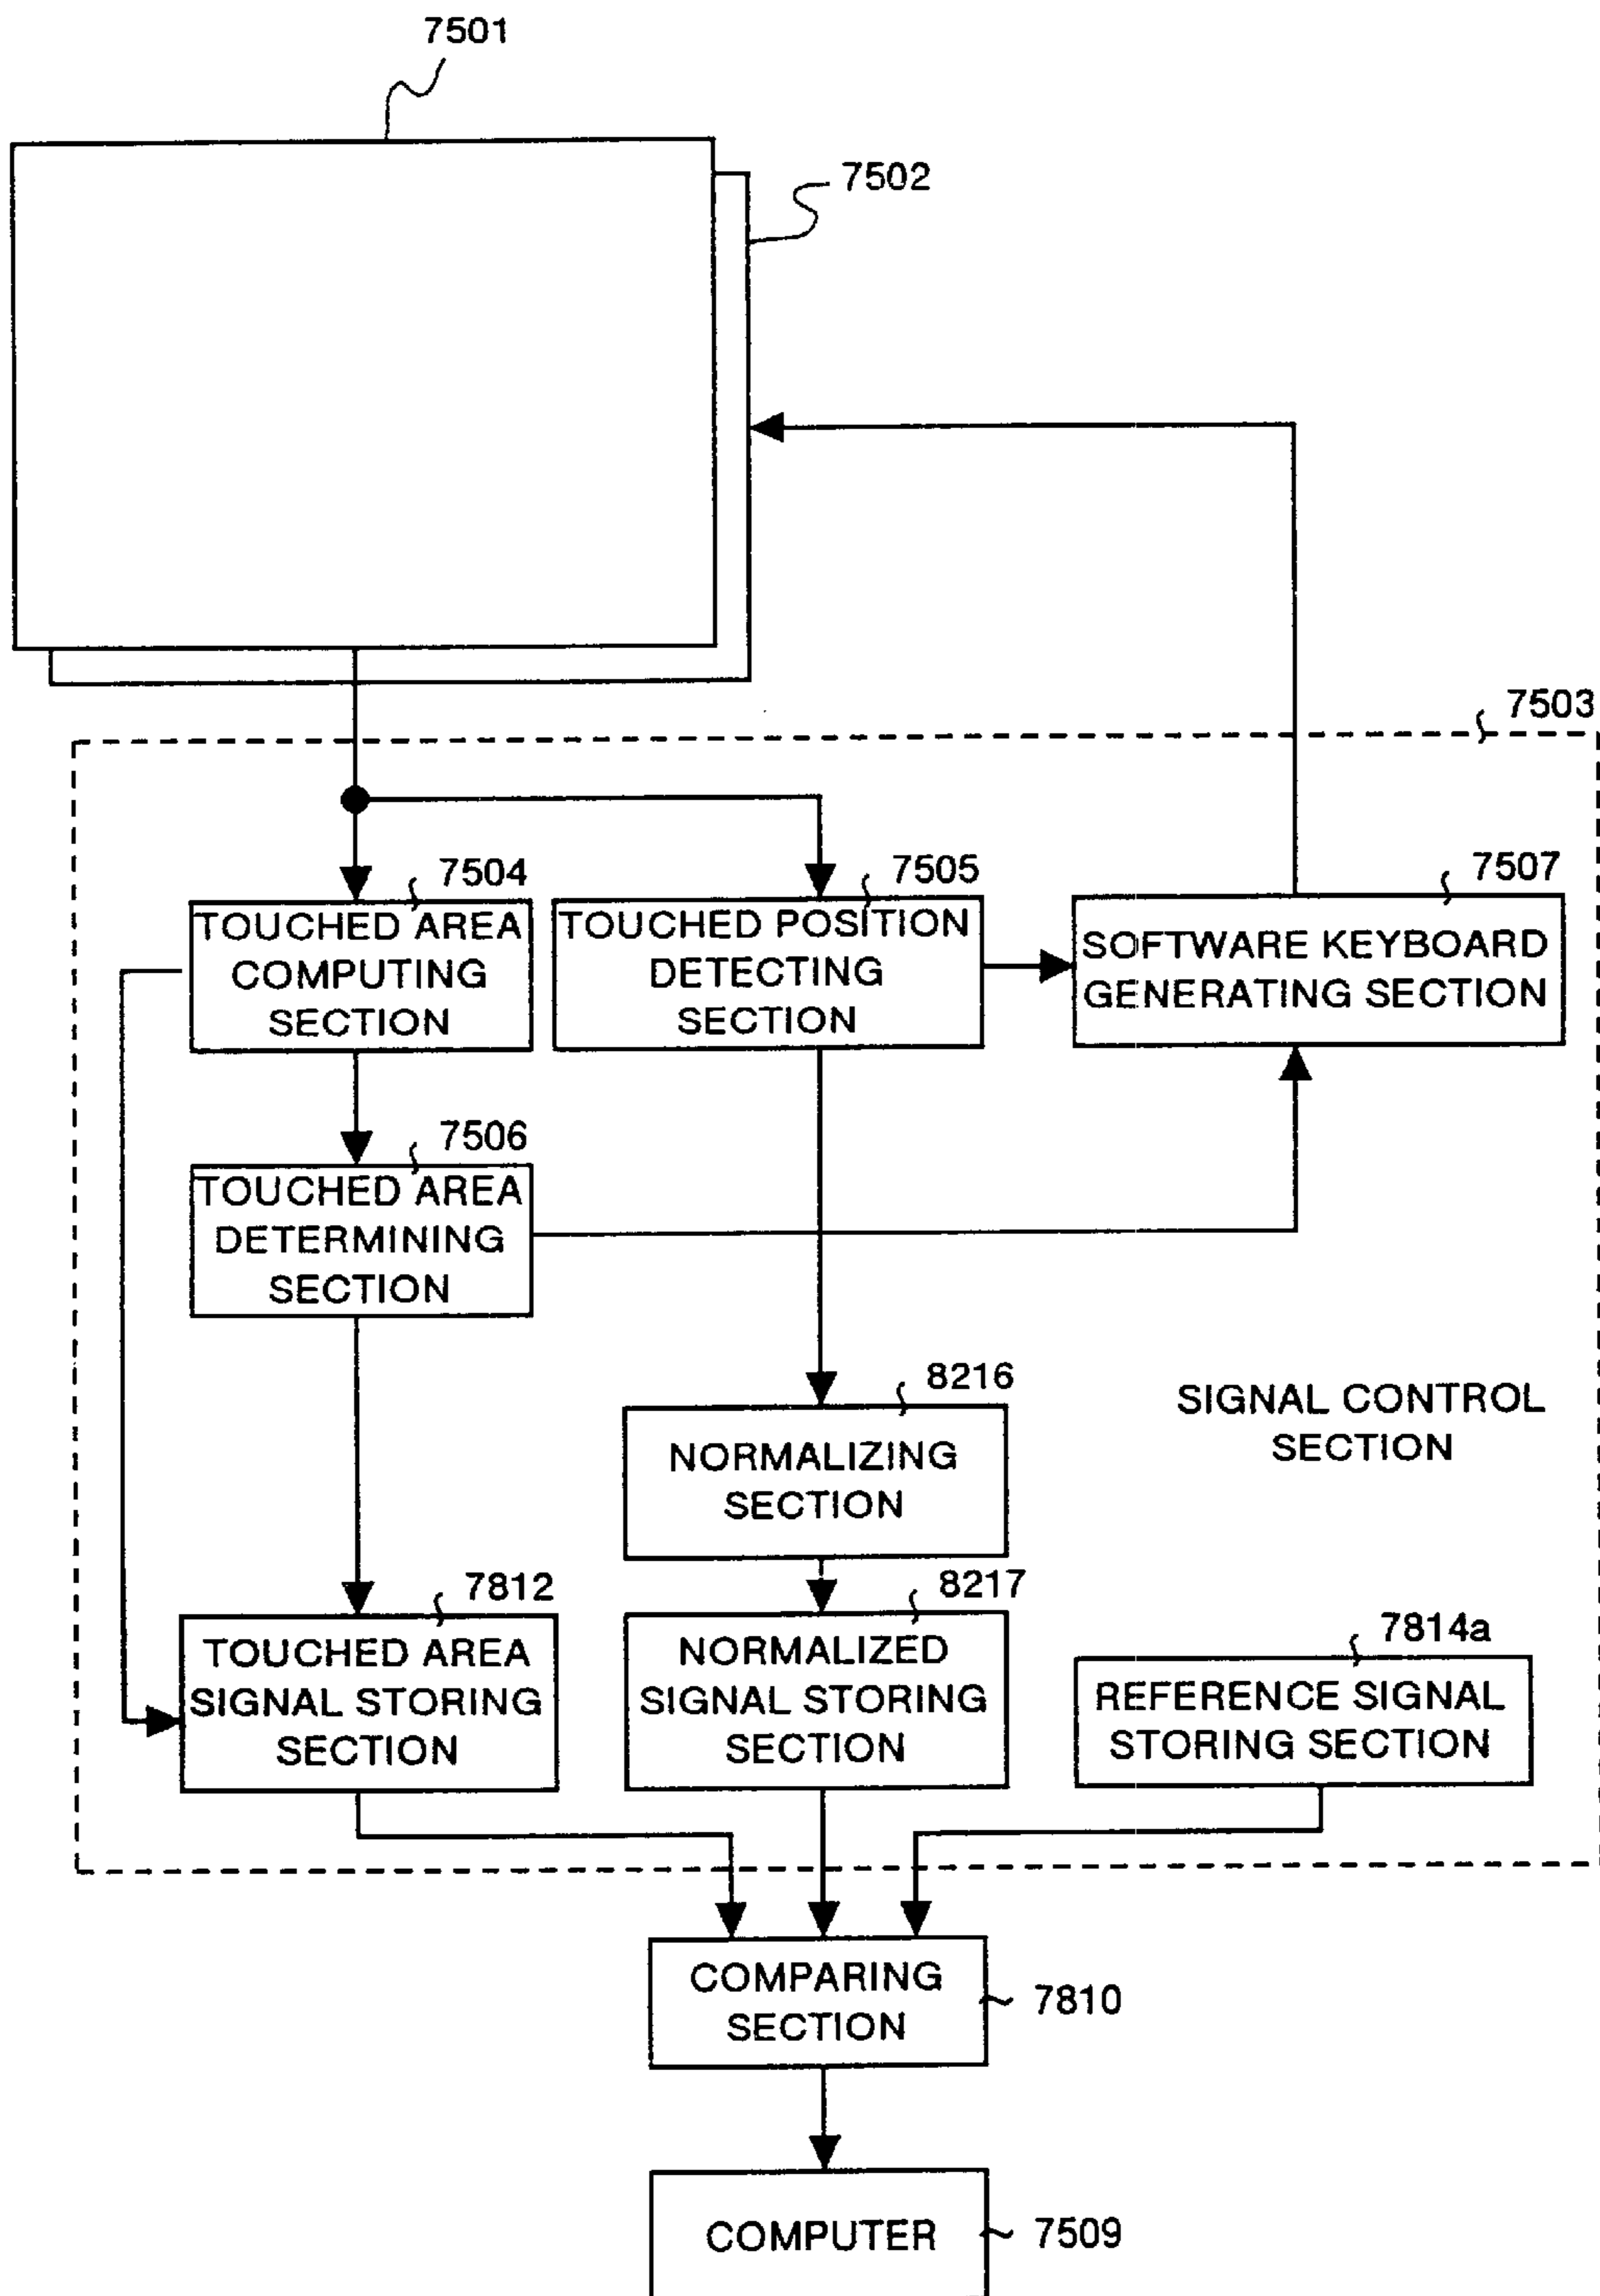 7501
7502
7503
7504
TOUCHED AREA
COMPUTING
SECTION
7505
TOUCHED POSITION
DETECTING
SECTION
7507
SOFTWARE KEYBOARD
GENERATING SECTION
7506
TOUCHED AREA
DETERMINING
SECTION
8216
NORMALIZING
SECTION
SIGNAL CONTROL
SECTION
7812
TOUCHED AREA
SIGNAL STORING
SECTION
8217
NORMALIZED
SIGNAL STORING
SECTION
7814a
REFERENCE SIGNAL
STORING SECTION
COMPARING
SECTION
7810
COMPUTER
7509